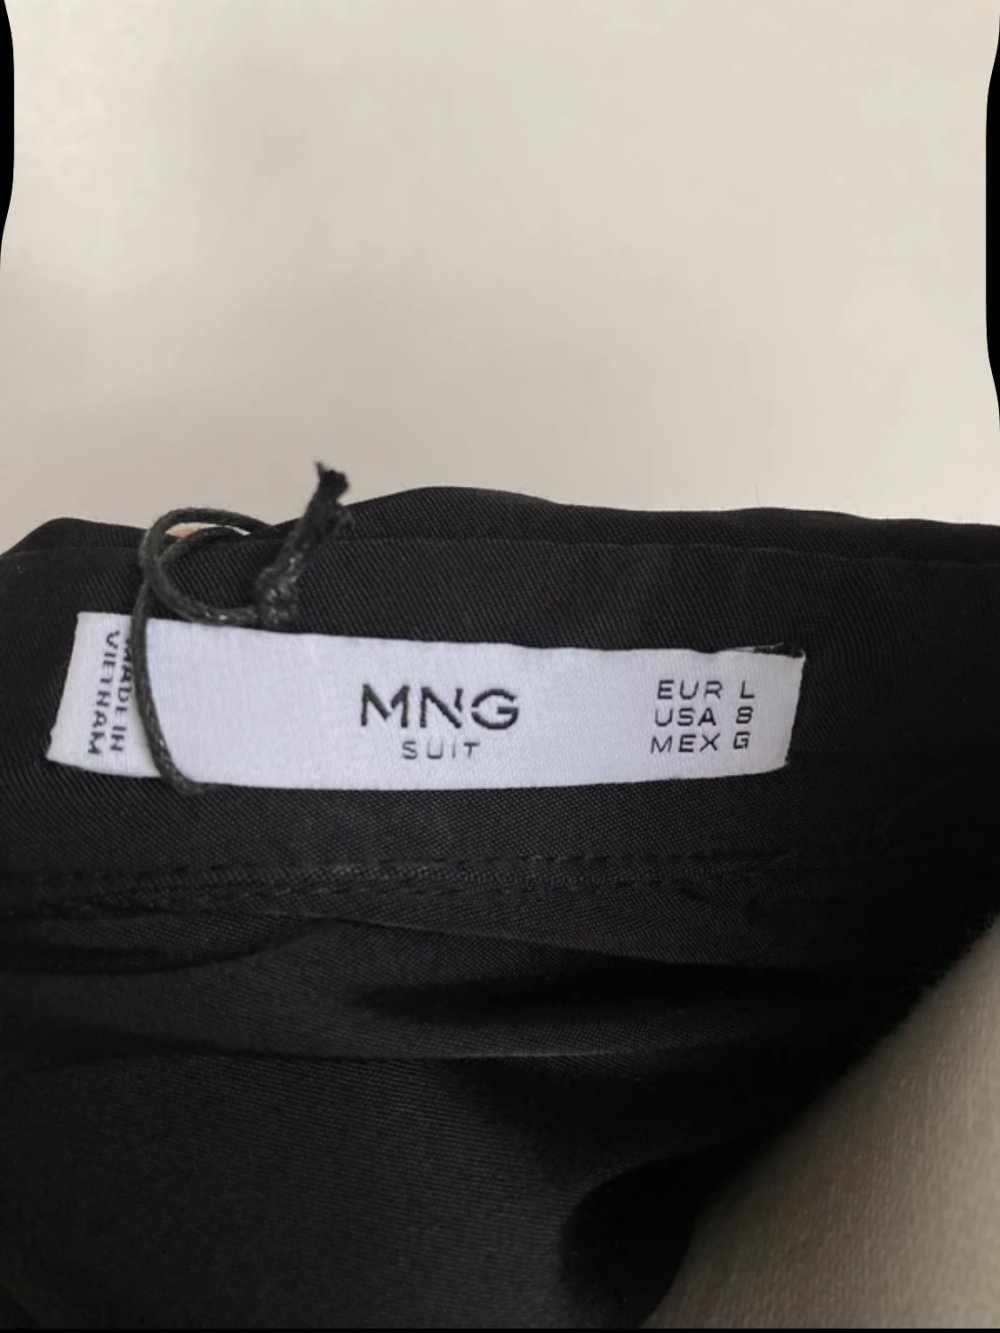 MADE IN
VIETNAM
MNG
SUIT
EUR L
USA 8
MEX G